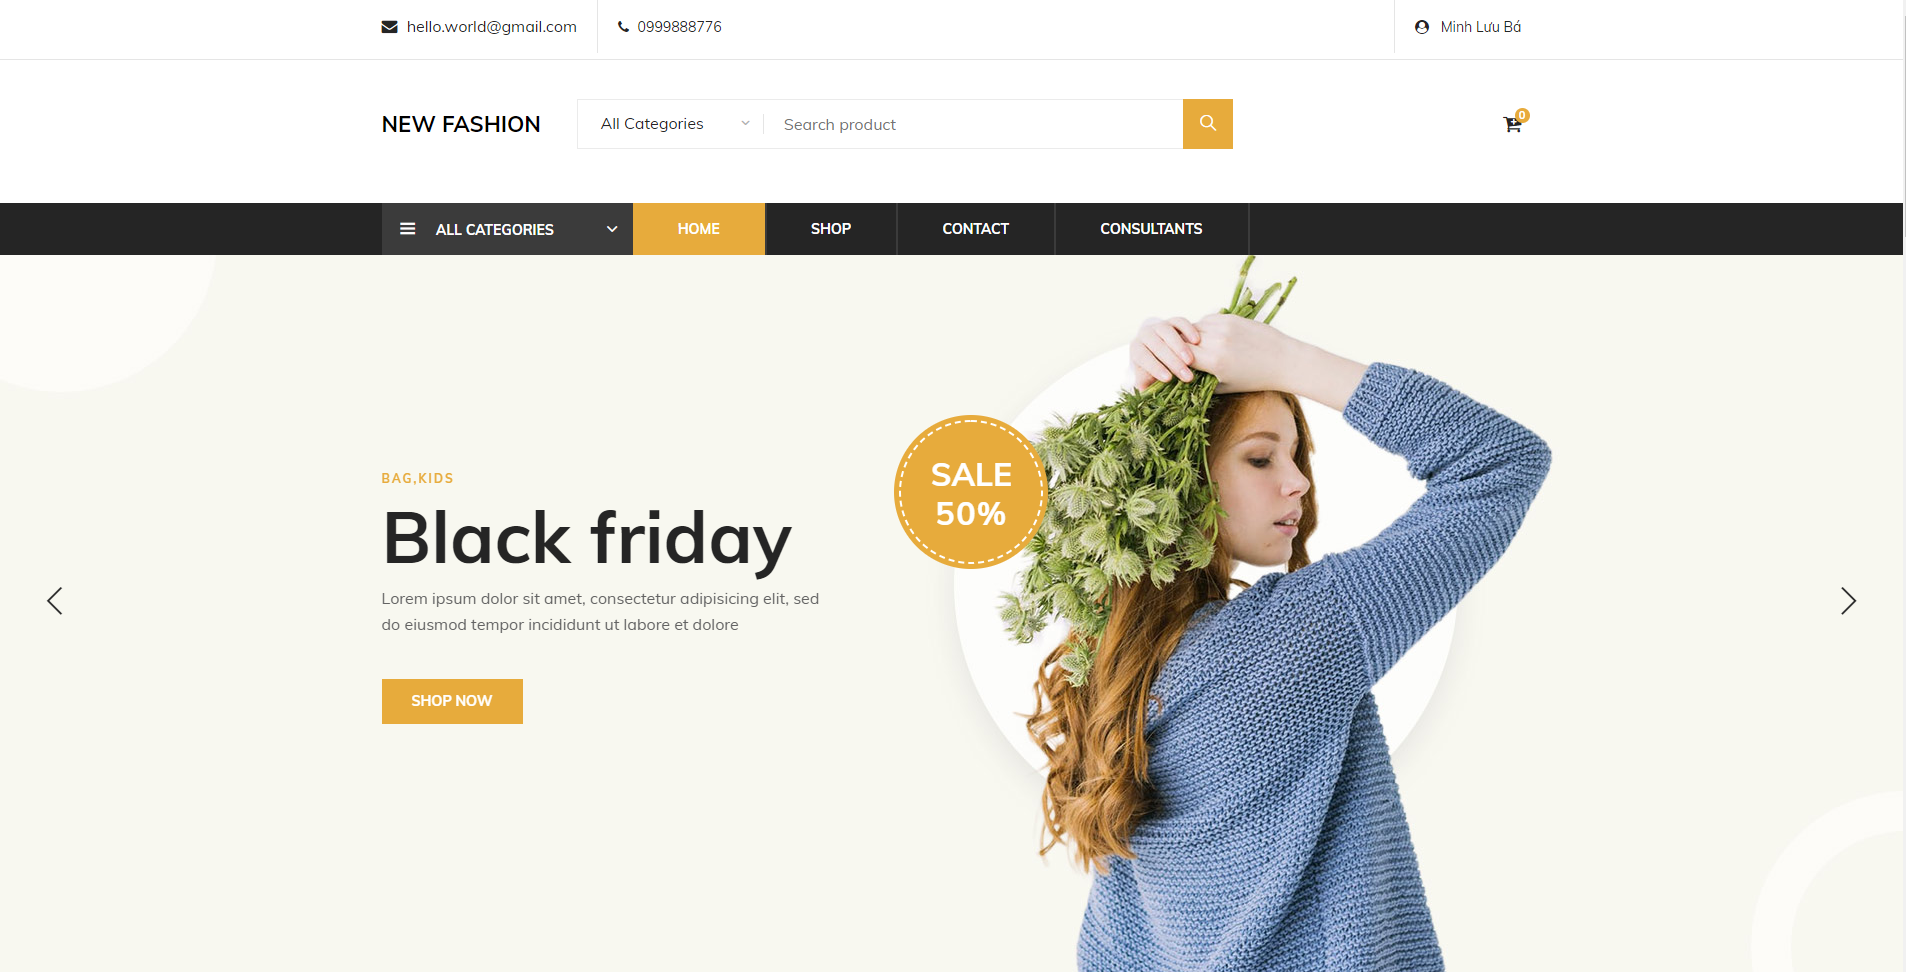 hello.world@gmail.com
0999888776
Minh Lưu Bá
NEW FASHION
All Categories
Search product
0
ALL CATEGORIES
HOME
SHOP
CONTACT
CONSULTANTS
BAG,KIDS
Black friday
Lorem ipsum dolor sit amet, consectetur adipisicing elit, sed
do eiusmod tempor incididunt ut labore et dolore
SHOP NOW
SALE
50%